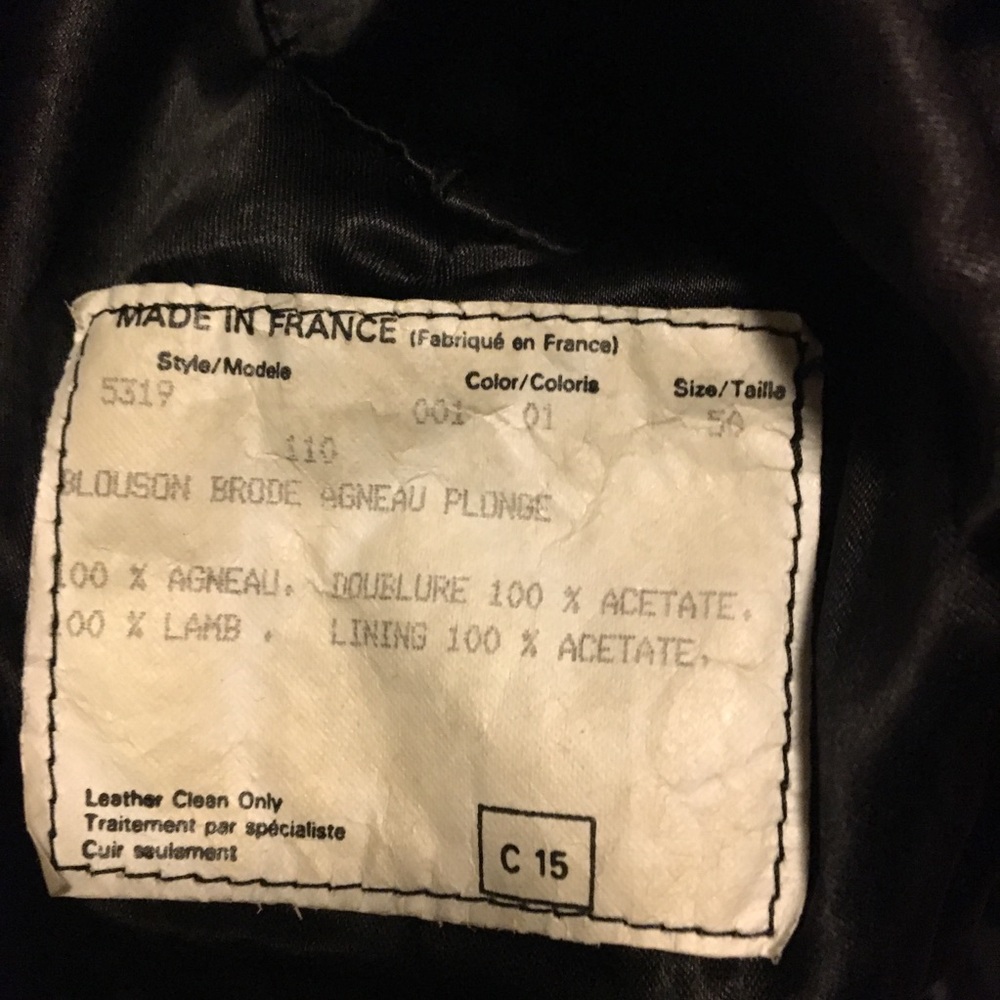 MADE IN FRANCE (Fabriqué en France)
Style/Modele Color/Coloris Size/Taille
5319 001 01 50
110
BLOUSON BRODE AGNEAU PLONGE
100 % AGNEAU. DOUBLURE 100 % ACETATE.
100 % LAMB . LINING 100 % ACETATE.
Leather Clean Only
Traitement par spécialiste
Cuir seulement
C 15